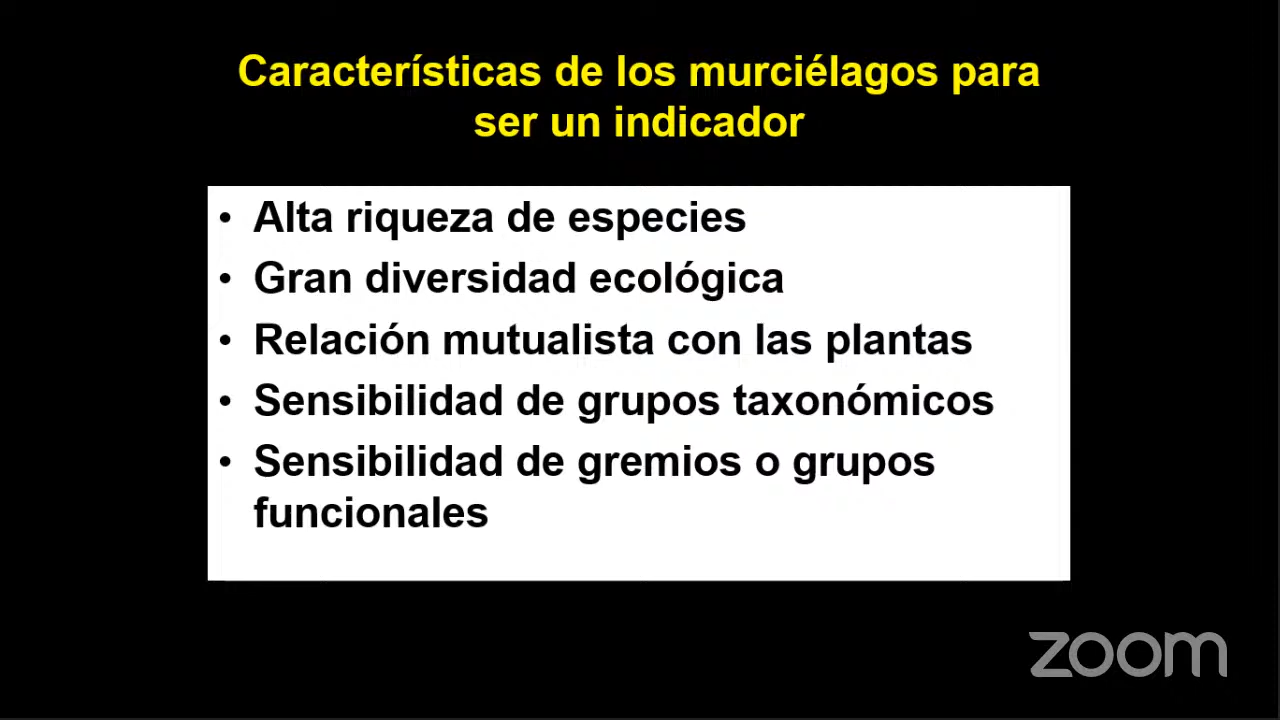 Características de los murciélagos para
ser un indicador
• Alta riqueza de especies
• Gran diversidad ecológica
• Relación mutualista con las plantas
• Sensibilidad de grupos taxonómicos
• Sensibilidad de gremios o grupos
funcionales
zoom